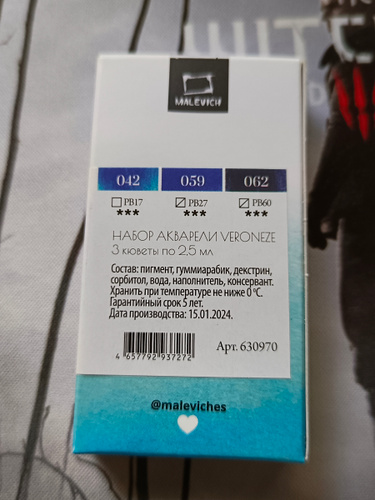 MALEVICH
042 059 062
PB17 PB27 PB60
*** *** ***
НАБОР АКВАРЕЛИ VERONEZE
3 КЮВЕТЫ ПО 2,5 МЛ
Состав: пигмент, гуммиарабик, декстрин,
сорбитол, вода, наполнитель, консервант.
Хранить при температуре не ниже 0 °С.
Гарантийный срок 5 лет.
Дата производства: 15.01.2024.
4 657792 937272
Арт. 630970
@maleviches